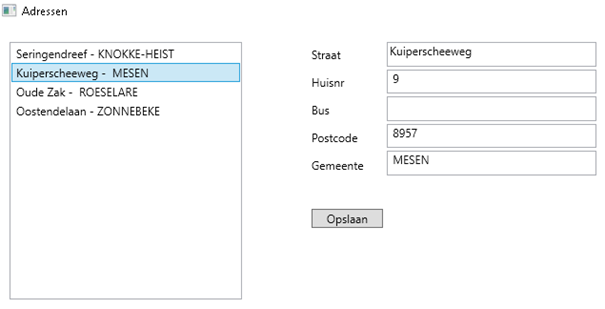 Adressen
Seringendreef - KNOKKE-HEIST
Kuiperscheeweg -  MESEN
Oude Zak -  ROESELARE
Oostendelaan - ZONNEBEKE
Straat Kuiperscheeweg
Huisnr 9
Bus
Postcode 8957
Gemeente MESEN
Opslaan